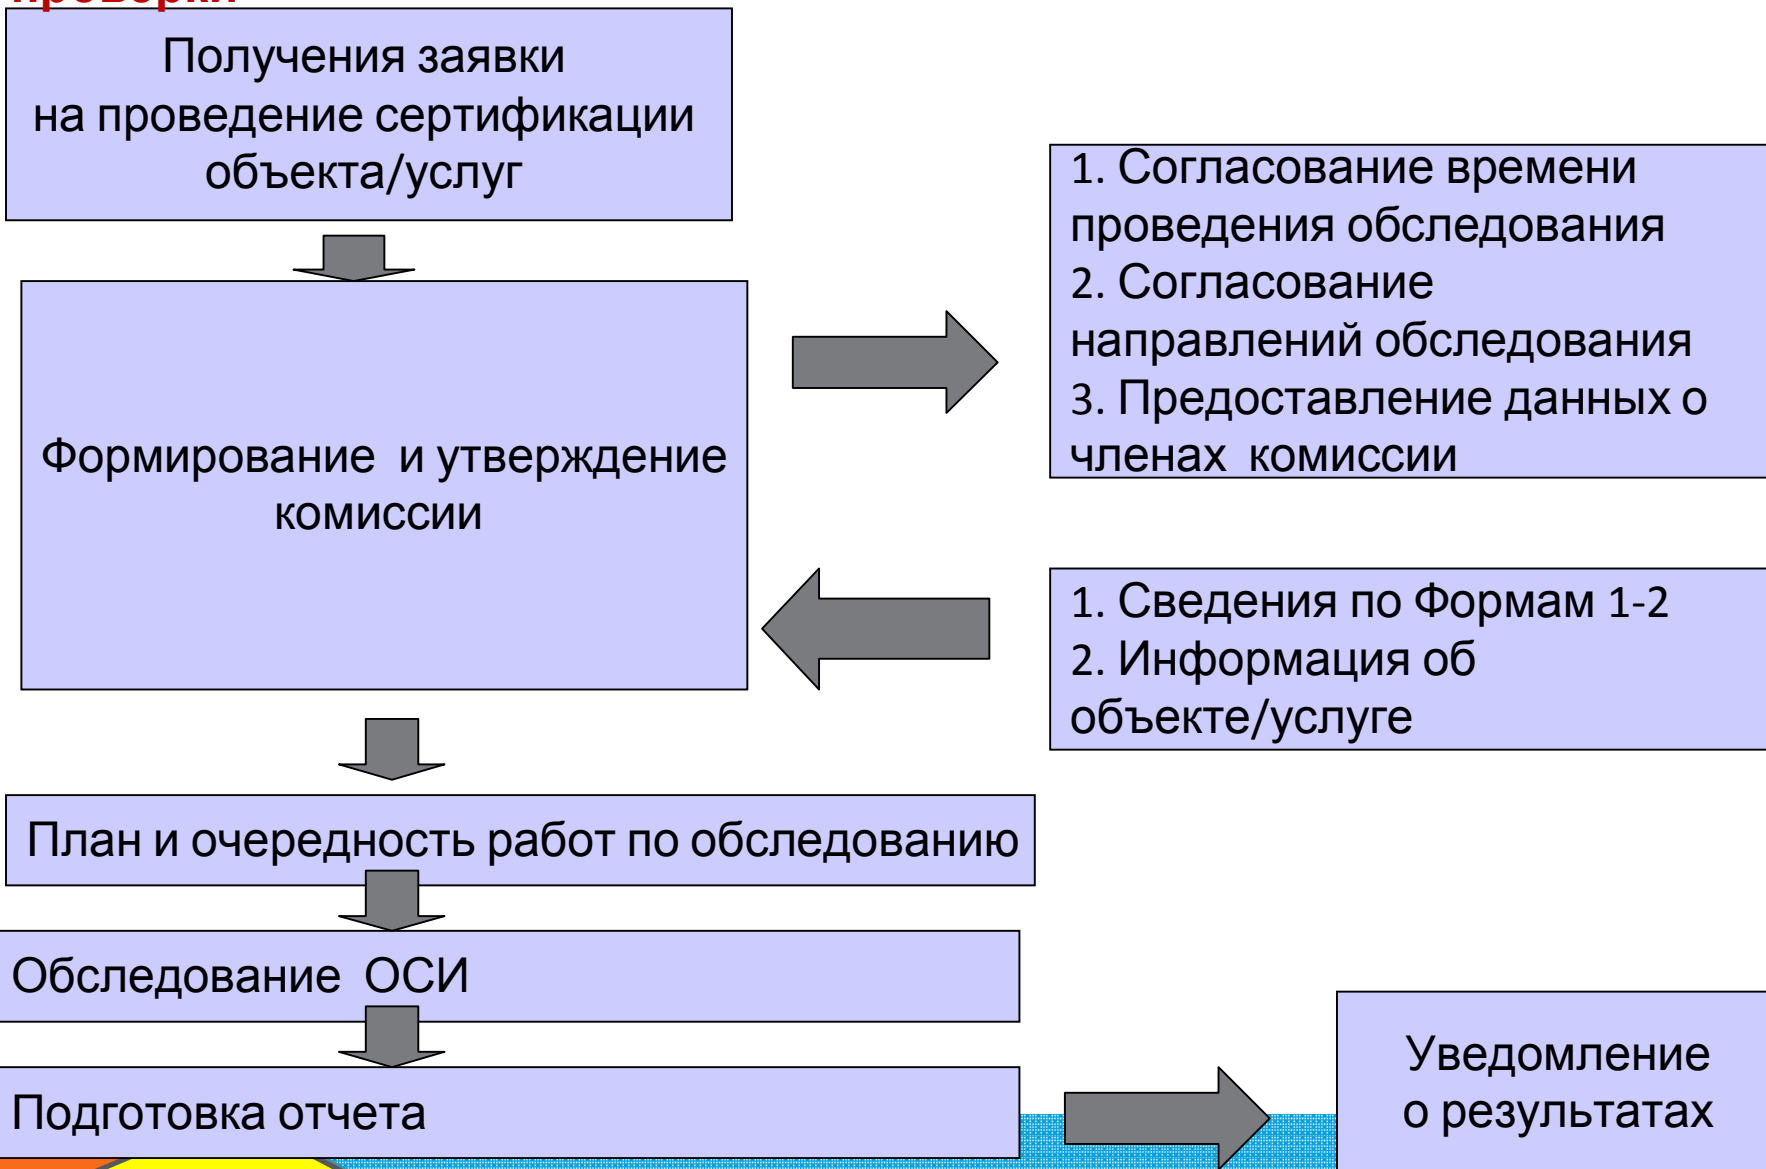 проверки
Получения заявки
на проведение сертификации
объекта/услуг
1. Согласование времени
проведения обследования
2. Согласование
направлений обследования
3. Предоставление данных о
членах комиссии
Формирование и утверждение
комиссии
1. Сведения по Формам 1-2
2. Информация об
объекте/услуге
План и очередность работ по обследованию
Обследование ОСИ
Подготовка отчета
Уведомление
о результатах